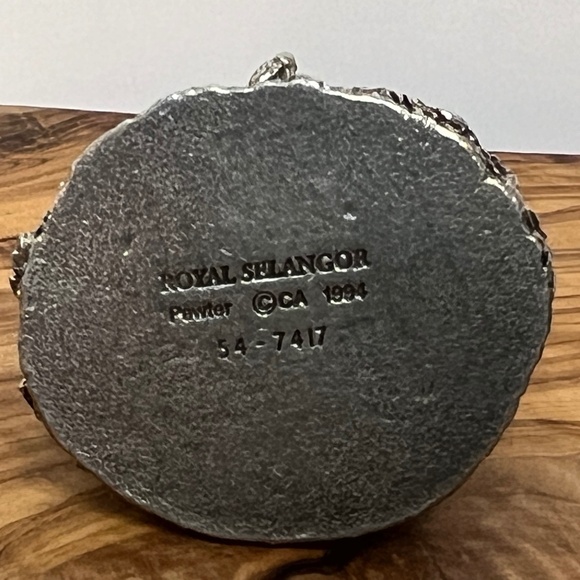 ROYAL SELANGOR
Pewter ©CA 1994
54-7417